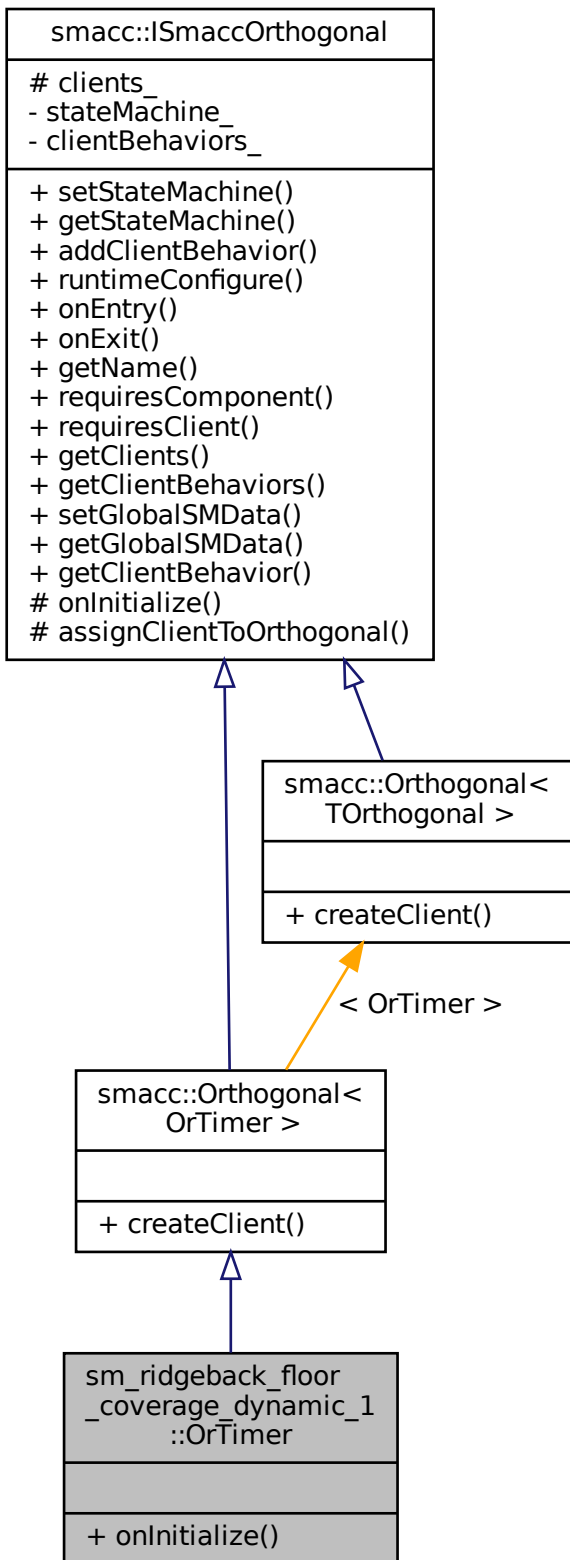 smacc::ISmaccOrthogonal
# clients_
- stateMachine_
- clientBehaviors_
+ setStateMachine()
+ getStateMachine()
+ addClientBehavior()
+ runtimeConfigure()
+ onEntry()
+ onExit()
+ getName()
+ requiresComponent()
+ requiresClient()
+ getClients()
+ getClientBehaviors()
+ setGlobalSMData()
+ getGlobalSMData()
+ getClientBehavior()
# onInitialize()
# assignClientToOrthogonal()
smacc::Orthogonal<
TOrthogonal >
+ createClient()
< OrTimer >
smacc::Orthogonal<
OrTimer >
+ createClient()
sm_ridgeback_floor
_coverage_dynamic_1
::OrTimer
+ onInitialize()